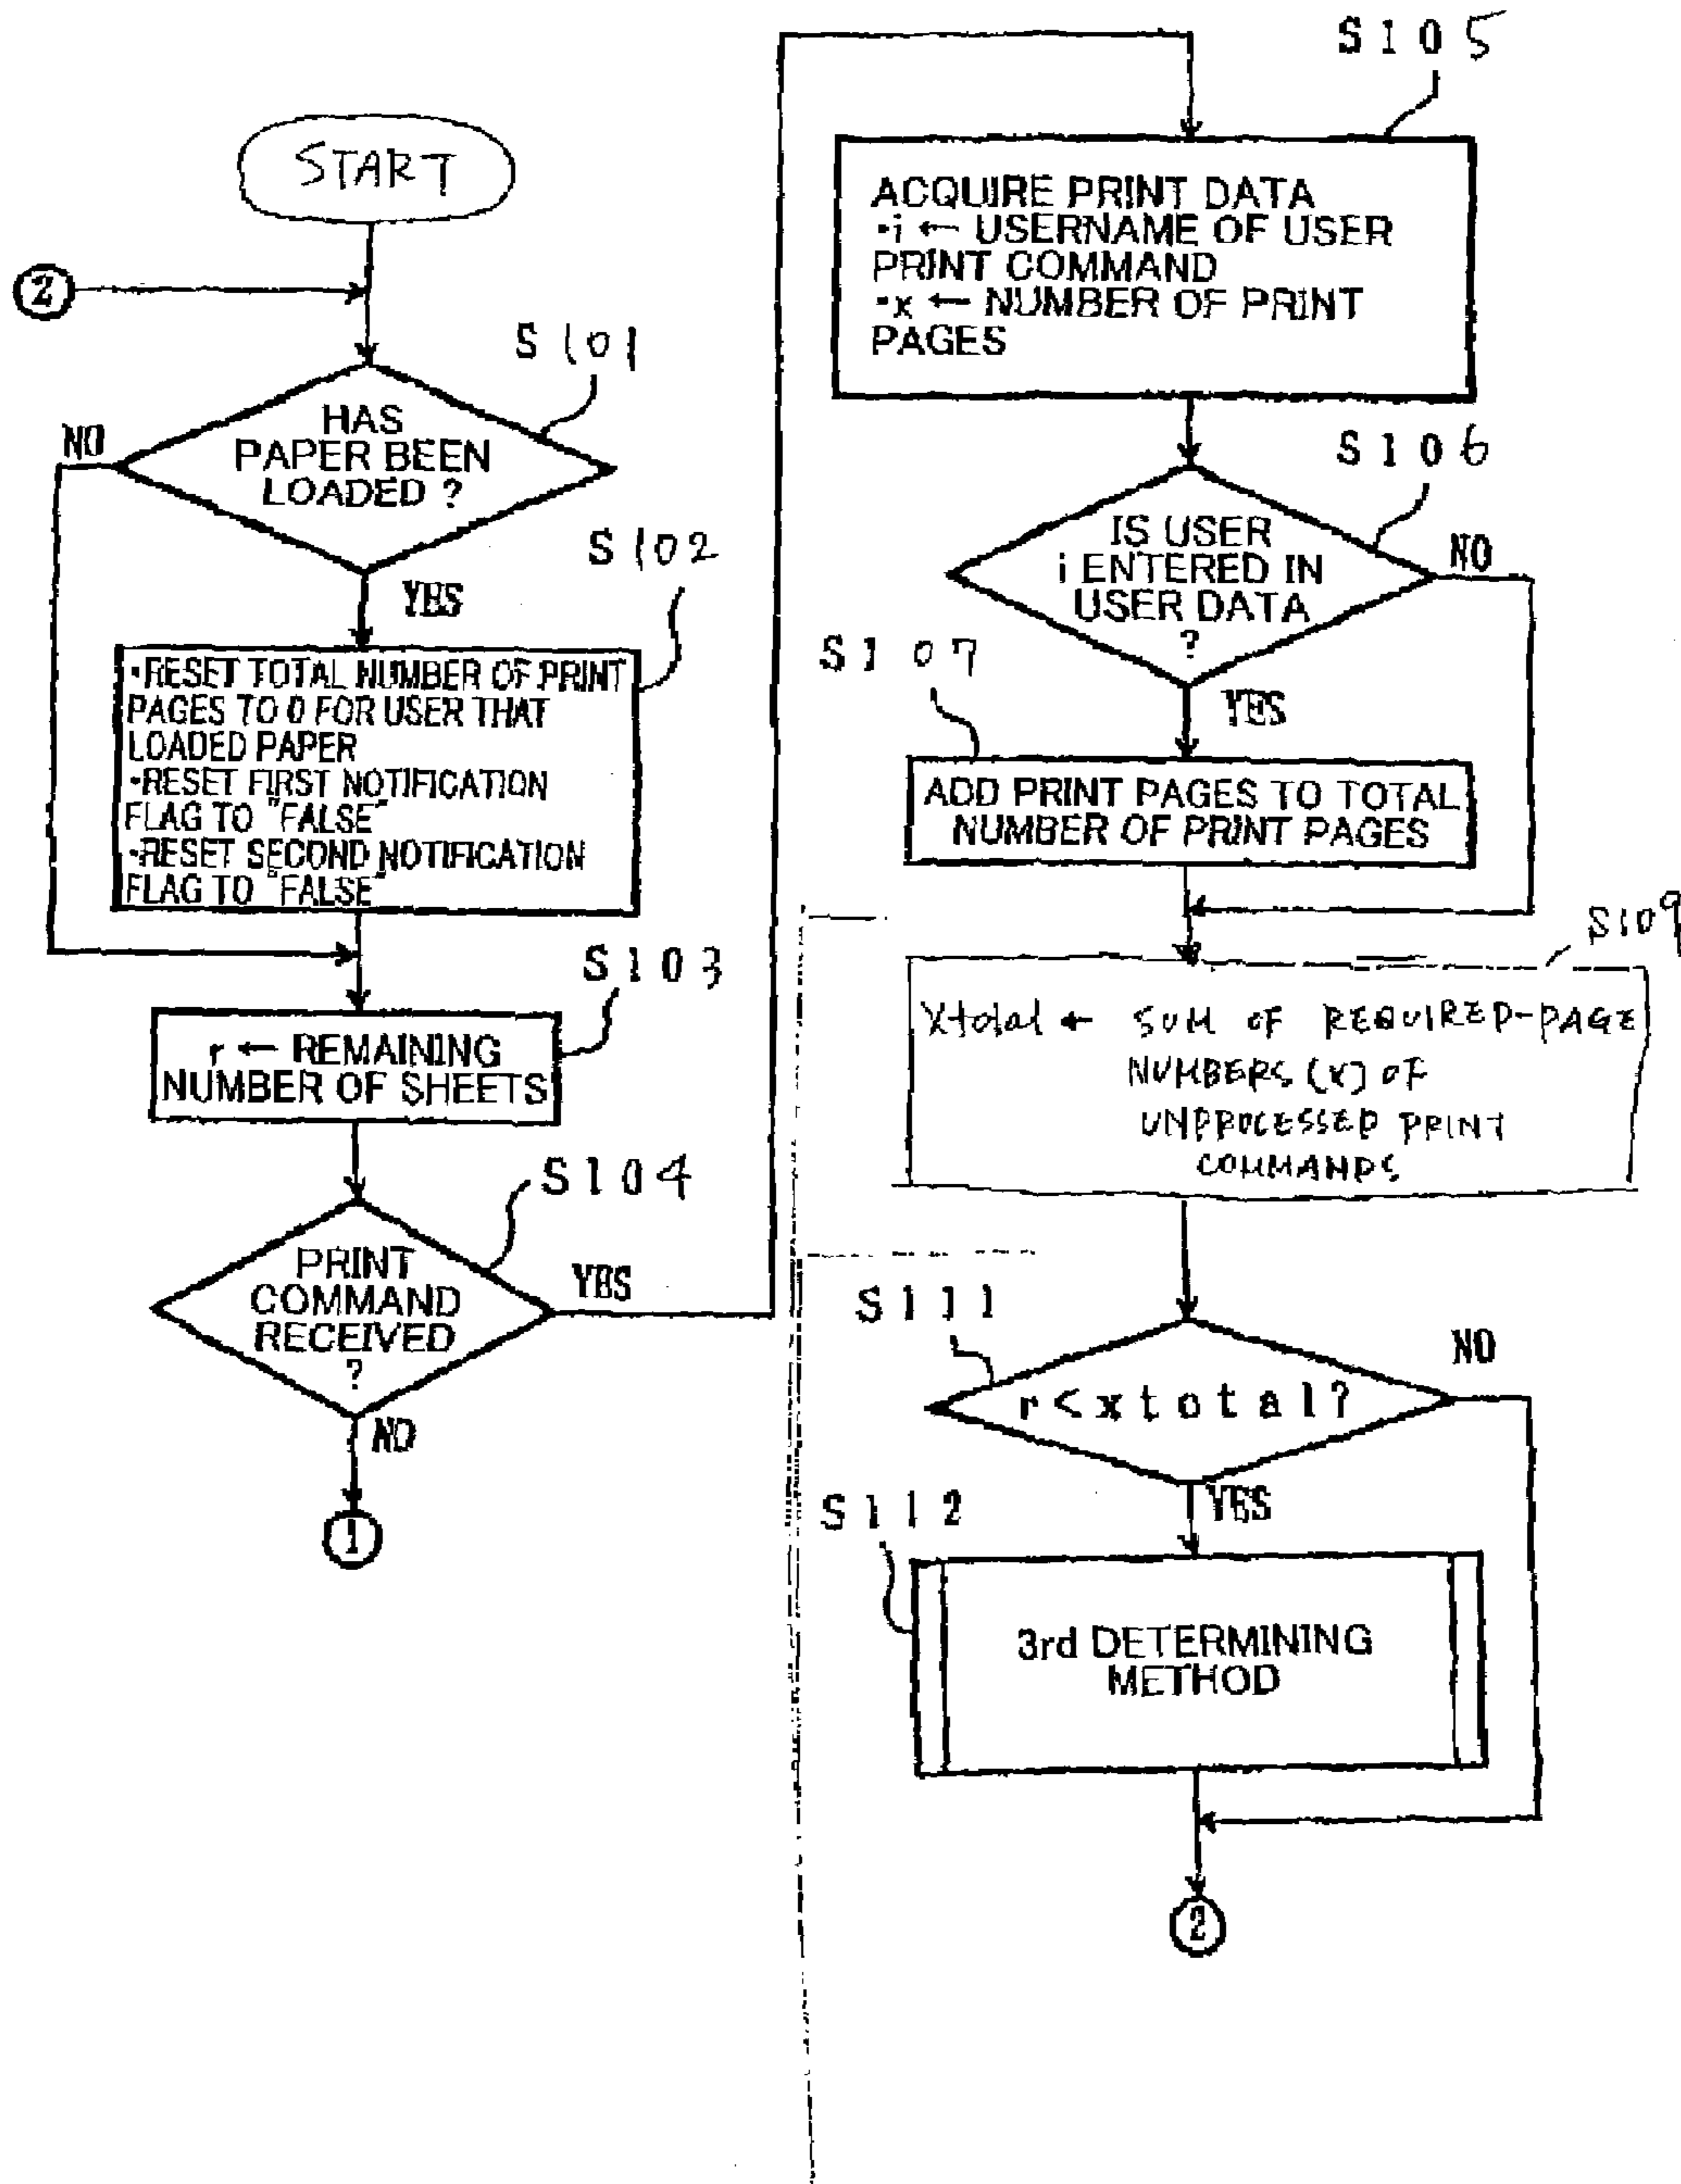 START
2
S101
HAS
PAPER BEEN
LOADED ?
NO
YES
S102
•RESET TOTAL NUMBER OF PRINT
PAGES TO 0 FOR USER THAT
LOADED PAPER
•RESET FIRST NOTIFICATION
FLAG TO "FALSE"
•RESET SECOND NOTIFICATION
FLAG TO "FALSE"
S103
r ← REMAINING
NUMBER OF SHEETS
S104
PRINT
COMMAND
RECEIVED
?
YES
NO
1
S105
ACQUIRE PRINT DATA
•i ← USERNAME OF USER
PRINT COMMAND
•x ← NUMBER OF PRINT
PAGES
S106
IS USER
i ENTERED IN
USER DATA
?
NO
YES
S107
ADD PRINT PAGES TO TOTAL
NUMBER OF PRINT PAGES
S109
Xtotal ← SUM OF REQUIRED-PAGE
NUMBERS (X) OF
UNPROCESSED PRINT
COMMANDS
S111
r < x t o t a l ?
NO
YES
S112
3rd DETERMINING
METHOD
2